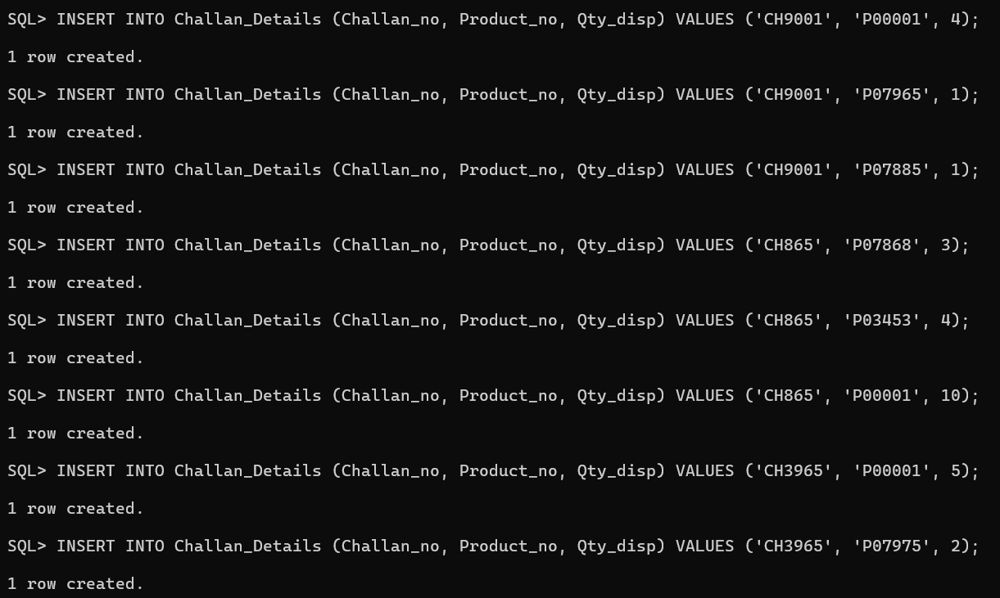 SQL> INSERT INTO Challan_Details (Challan_no, Product_no, Qty_disp) VALUES ('CH9001', 'P00001', 4);
1 row created.
SQL> INSERT INTO Challan_Details (Challan_no, Product_no, Qty_disp) VALUES ('CH9001', 'P07965', 1);
1 row created.
SQL> INSERT INTO Challan_Details (Challan_no, Product_no, Qty_disp) VALUES ('CH9001', 'P07885', 1);
1 row created.
SQL> INSERT INTO Challan_Details (Challan_no, Product_no, Qty_disp) VALUES ('CH865', 'P07868', 3);
1 row created.
SQL> INSERT INTO Challan_Details (Challan_no, Product_no, Qty_disp) VALUES ('CH865', 'P03453', 4);
1 row created.
SQL> INSERT INTO Challan_Details (Challan_no, Product_no, Qty_disp) VALUES ('CH865', 'P00001', 10);
1 row created.
SQL> INSERT INTO Challan_Details (Challan_no, Product_no, Qty_disp) VALUES ('CH3965', 'P00001', 5);
1 row created.
SQL> INSERT INTO Challan_Details (Challan_no, Product_no, Qty_disp) VALUES ('CH3965', 'P07975', 2);
1 row created.